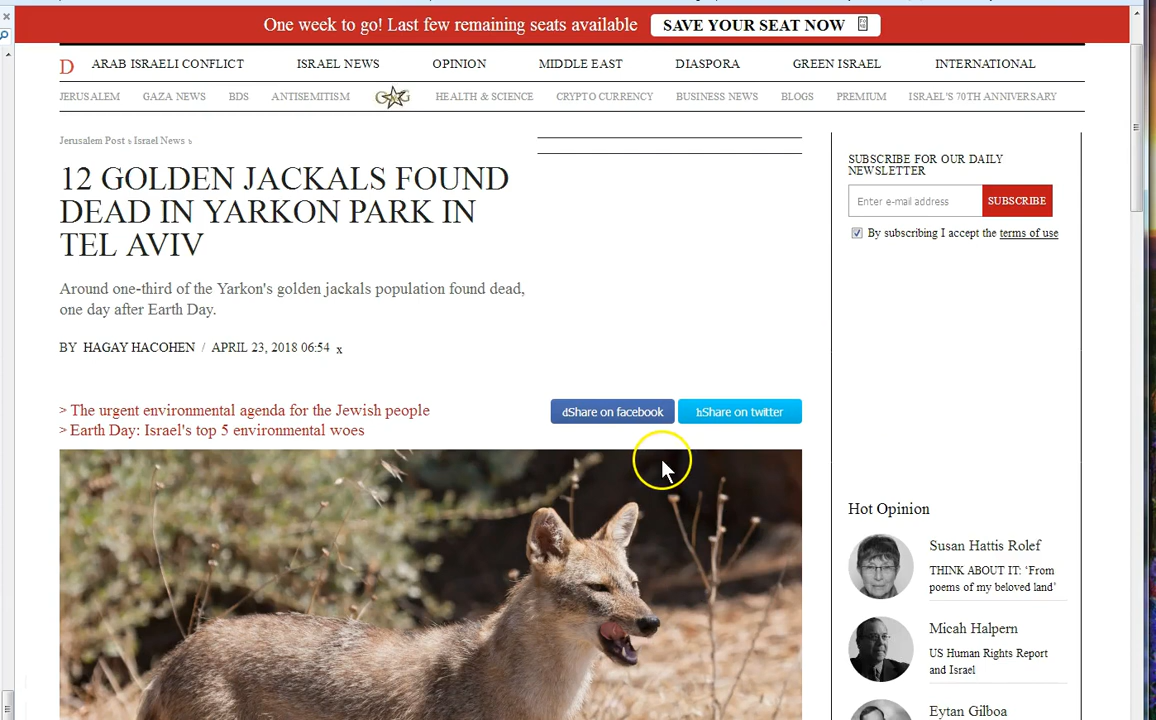 One week to go! Last few remaining seats available SAVE YOUR SEAT NOW
D ARAB ISRAELI CONFLICT ISRAEL NEWS OPINION MIDDLE EAST DIASPORA GREEN ISRAEL INTERNATIONAL
JERUSALEM GAZA NEWS BDS ANTISEMITISM HEALTH & SCIENCE CRYPTO CURRENCY BUSINESS NEWS BLOGS PREMIUM ISRAEL'S 70TH ANNIVERSARY
Jerusalem Post Israel News
12 GOLDEN JACKALS FOUND
DEAD IN YARKON PARK IN
TEL AVIV
Around one-third of the Yarkon's golden jackals population found dead,
one day after Earth Day.
BY HAGAY HACOHEN / APRIL 23, 2018 06:54 x
> The urgent environmental agenda for the Jewish people
> Earth Day: Israel's top 5 environmental woes
dShare on facebook hShare on twitter
SUBSCRIBE FOR OUR DAILY
NEWSLETTER
Enter e-mail address SUBSCRIBE
By subscribing I accept the terms of use
Hot Opinion
Susan Hattis Rolef
THINK ABOUT IT: ‘From
poems of my beloved land’
Micah Halpern
US Human Rights Report
and Israel
Eytan Gilboa